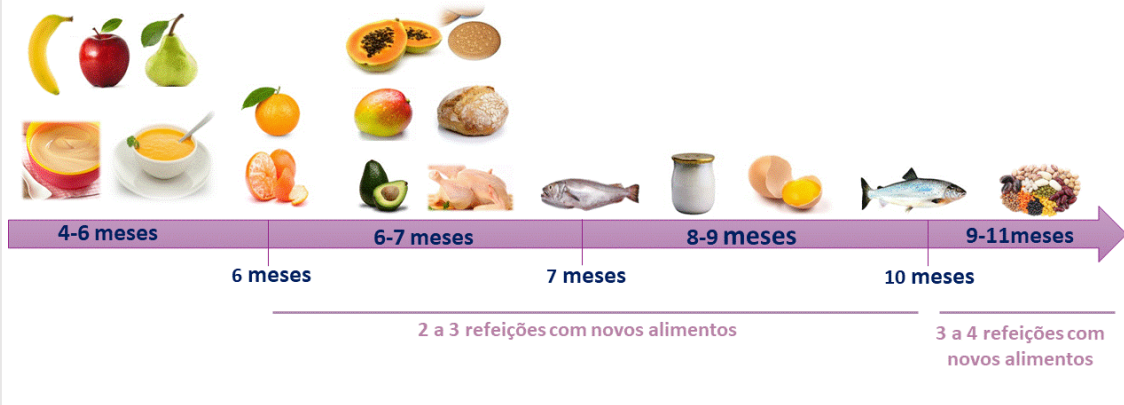 4-6 meses
6-7 meses
8-9 meses
9-11meses
6 meses
7 meses
10 meses
2 a 3 refeições com novos alimentos
3 a 4 refeições com
novos alimentos